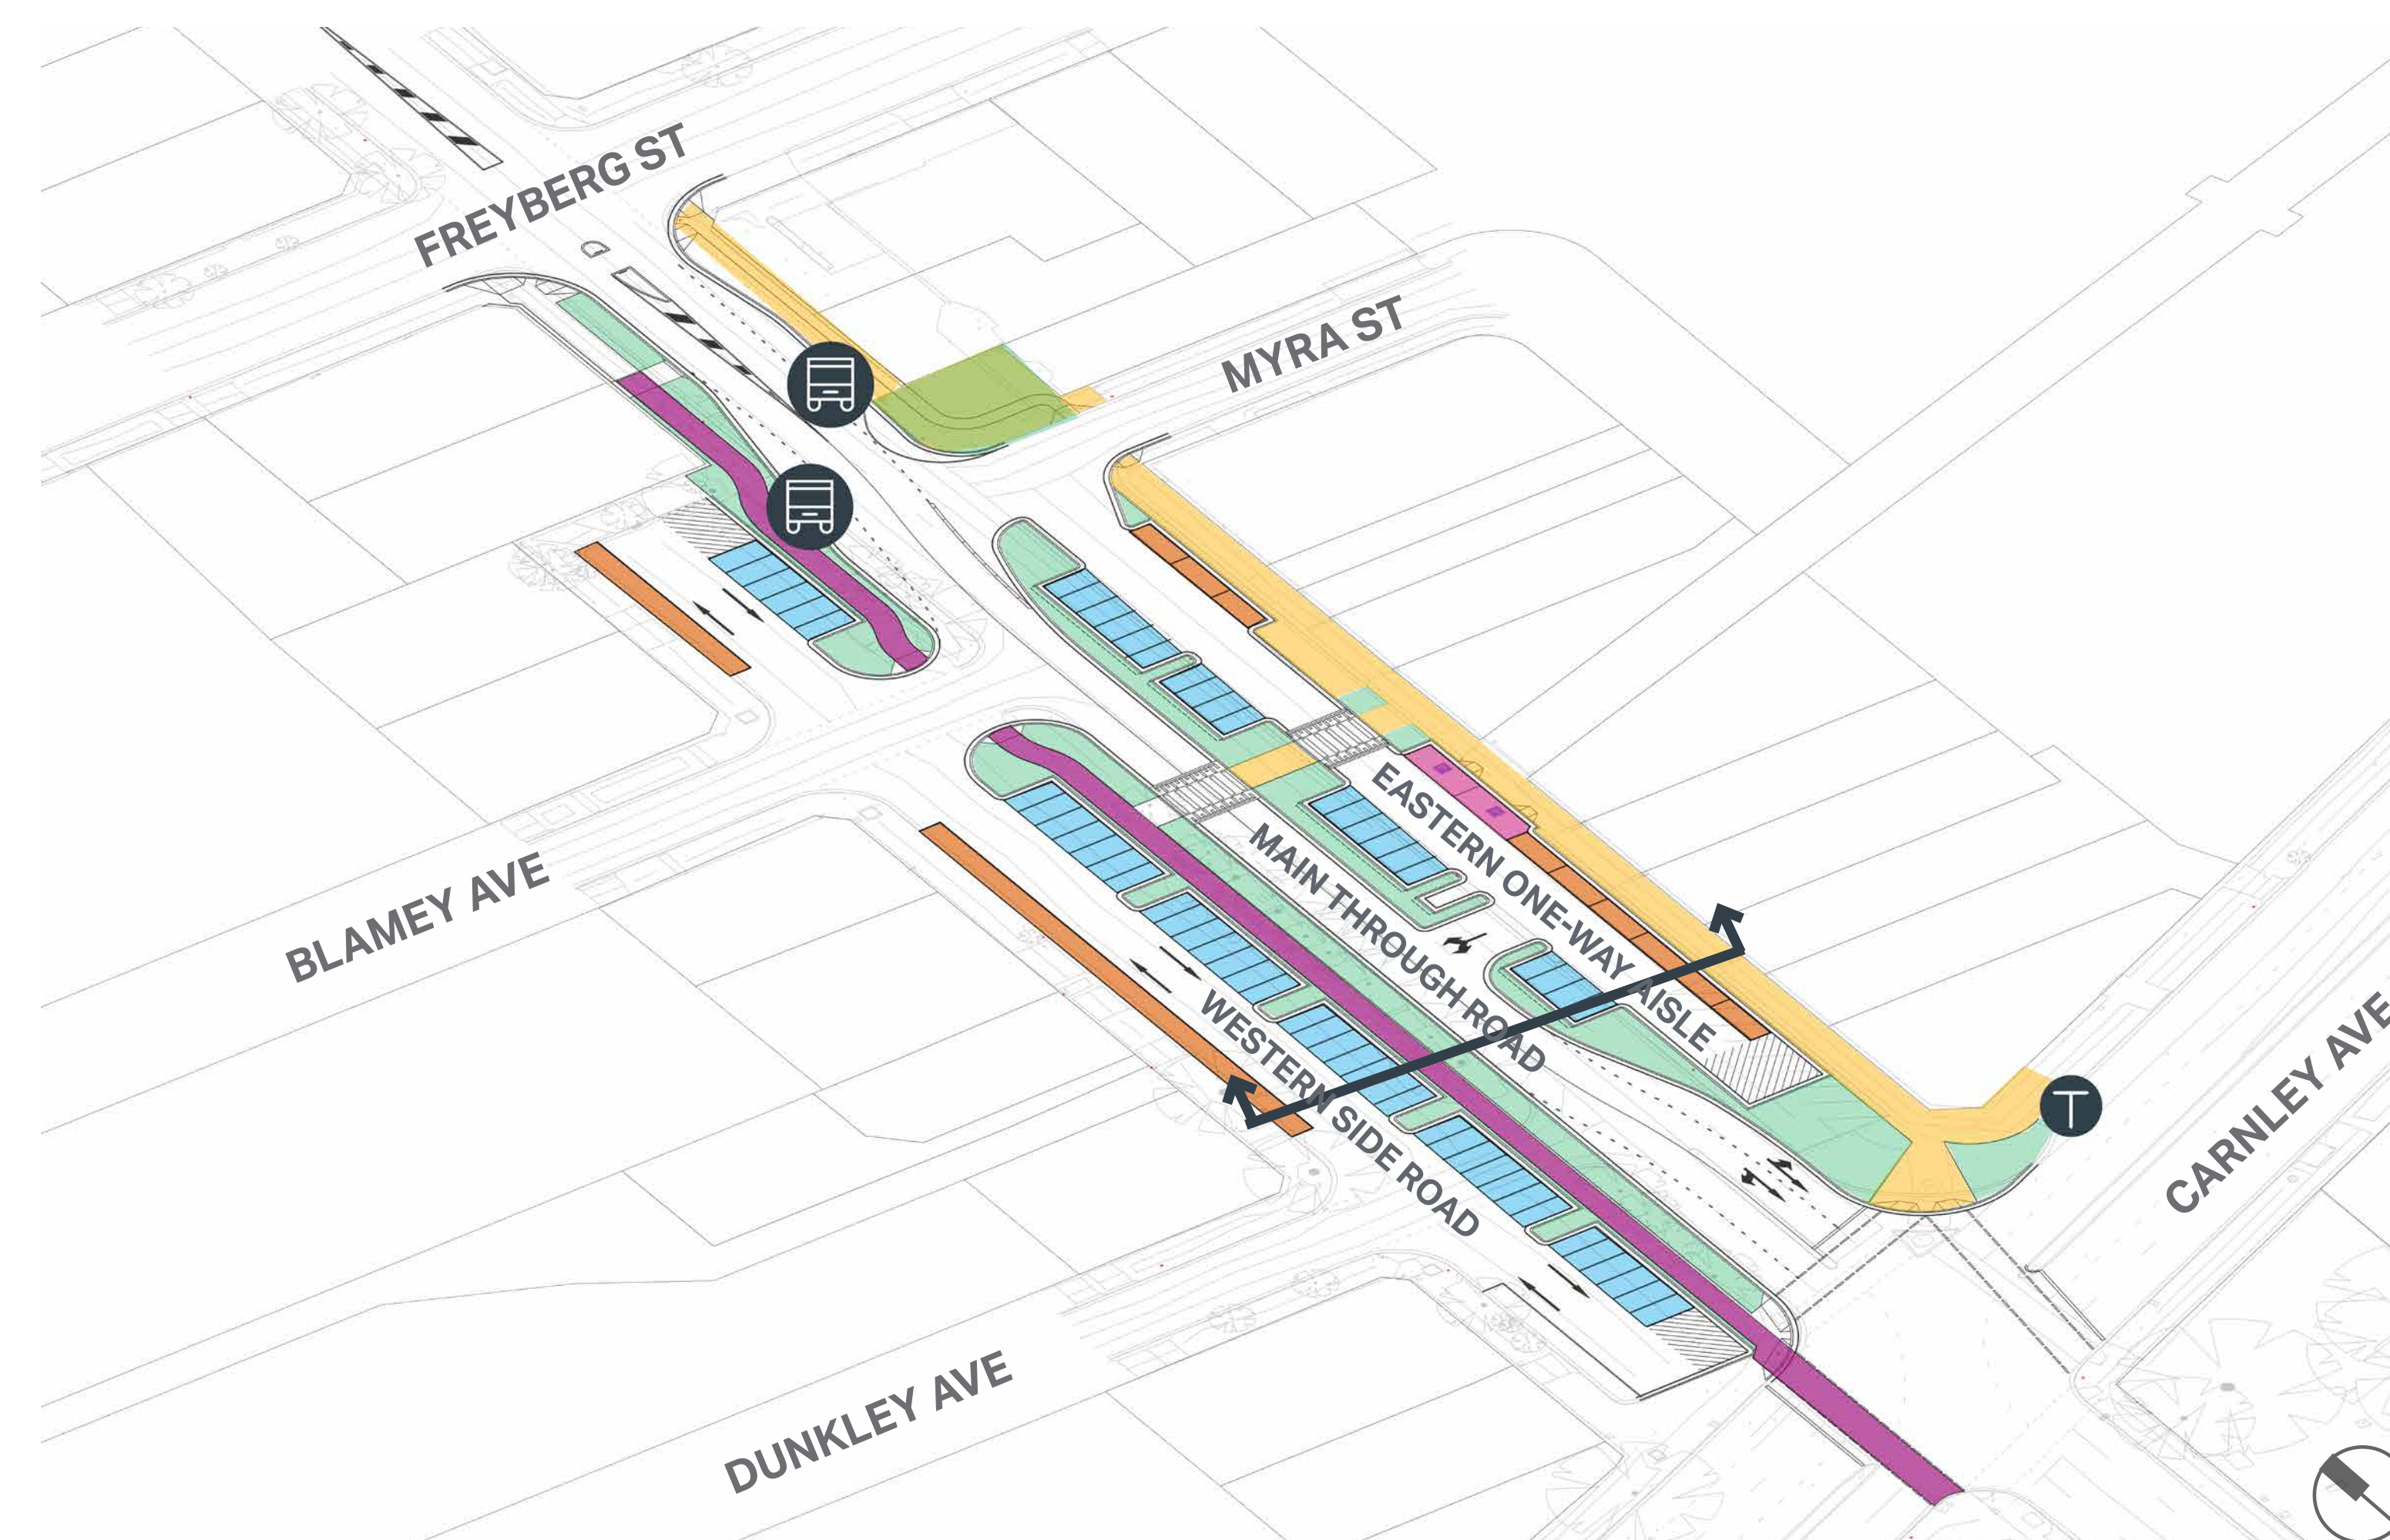 FREYBERG ST
MYRA ST
EASTERN ONE-WAY AISLE
MAIN THROUGH ROAD
BLAMEY AVE
WESTERN SIDE ROAD
T
CARNLEY AVE
DUNKLEY AVE